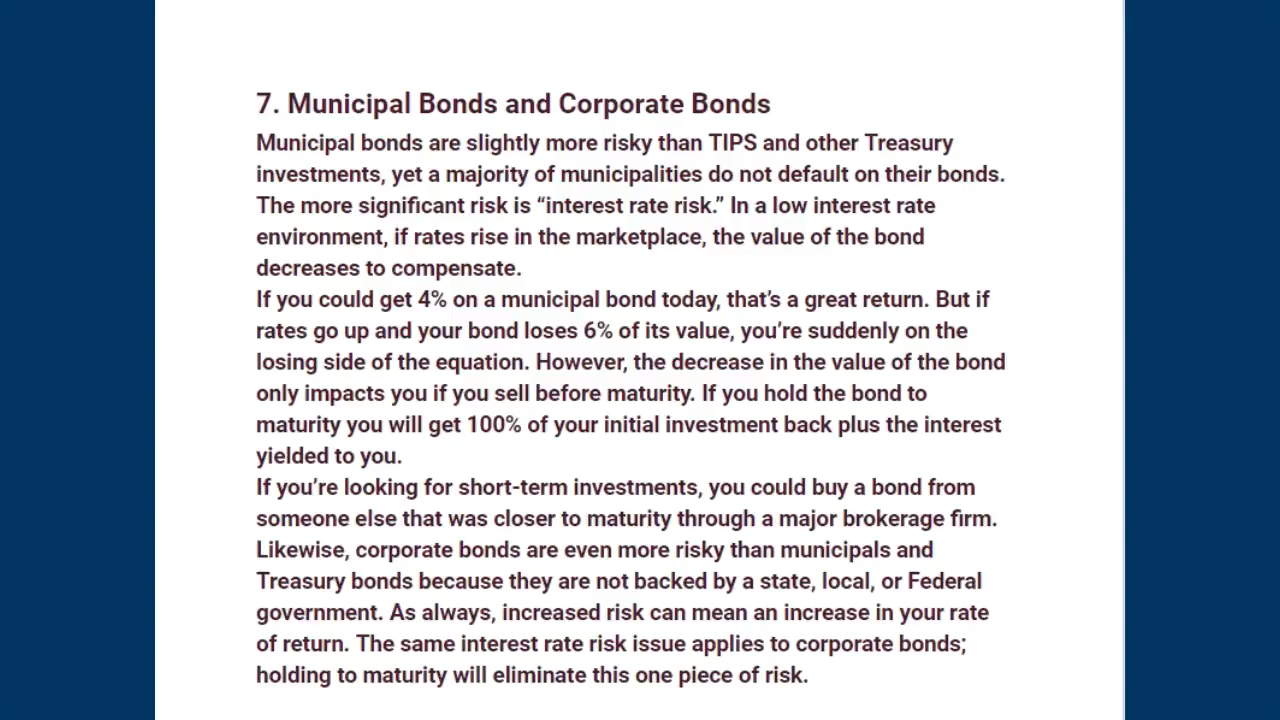 7. Municipal Bonds and Corporate Bonds
Municipal bonds are slightly more risky than TIPS and other Treasury
investments, yet a majority of municipalities do not default on their bonds.
The more significant risk is “interest rate risk.” In a low interest rate
environment, if rates rise in the marketplace, the value of the bond
decreases to compensate.
If you could get 4% on a municipal bond today, that’s a great return. But if
rates go up and your bond loses 6% of its value, you’re suddenly on the
losing side of the equation. However, the decrease in the value of the bond
only impacts you if you sell before maturity. If you hold the bond to
maturity you will get 100% of your initial investment back plus the interest
yielded to you.
If you’re looking for short-term investments, you could buy a bond from
someone else that was closer to maturity through a major brokerage firm.
Likewise, corporate bonds are even more risky than municipals and
Treasury bonds because they are not backed by a state, local, or Federal
government. As always, increased risk can mean an increase in your rate
of return. The same interest rate risk issue applies to corporate bonds;
holding to maturity will eliminate this one piece of risk.